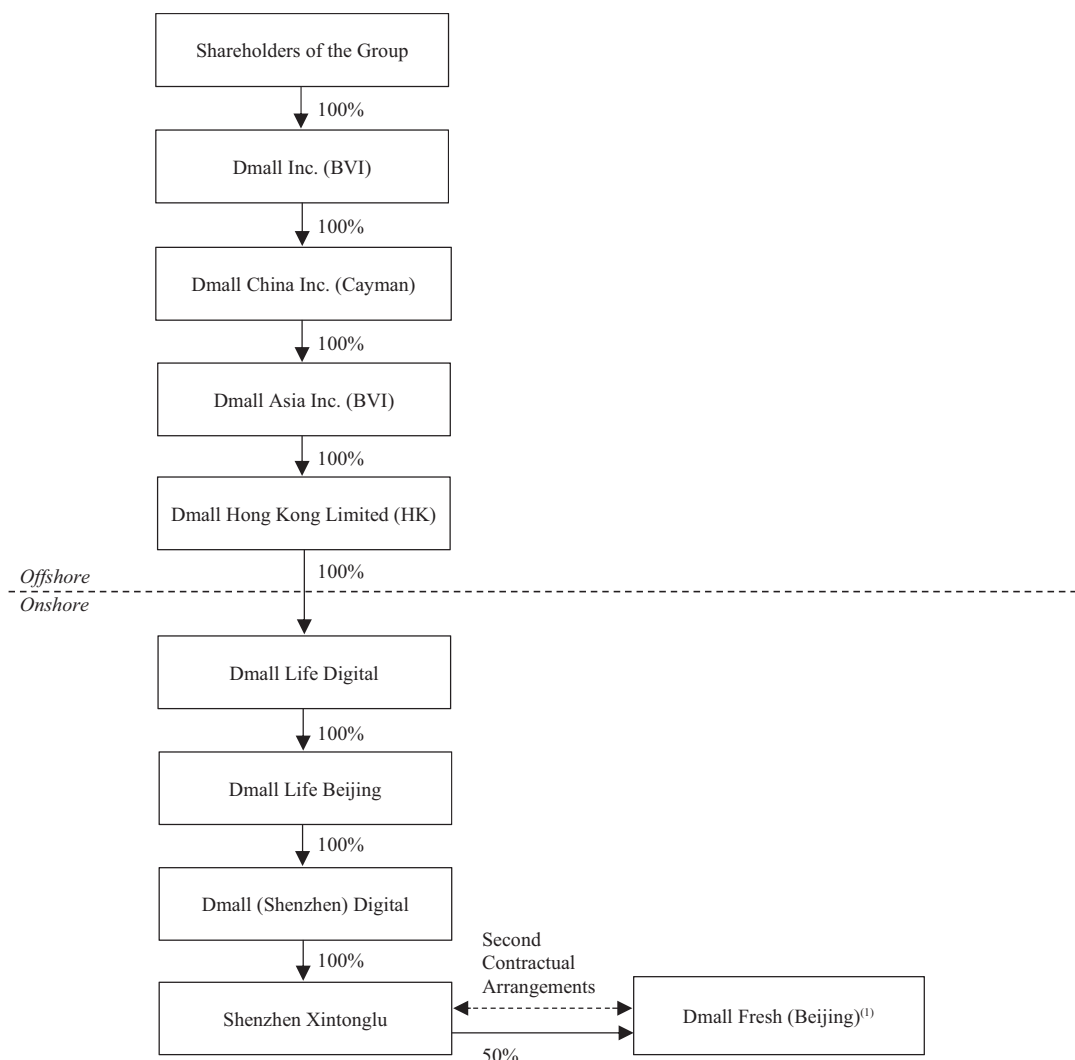 Shareholders of the Group
100%
Dmall Inc. (BVI)
100%
Dmall China Inc. (Cayman)
100%
Dmall Asia Inc. (BVI)
100%
Dmall Hong Kong Limited (HK)
100%
Offshore
Onshore
Dmall Life Digital
100%
Dmall Life Beijing
100%
Dmall (Shenzhen) Digital
100%
Second
Contractual
Arrangements
Shenzhen Xintonglu
Dmall Fresh (Beijing)(1)
50%